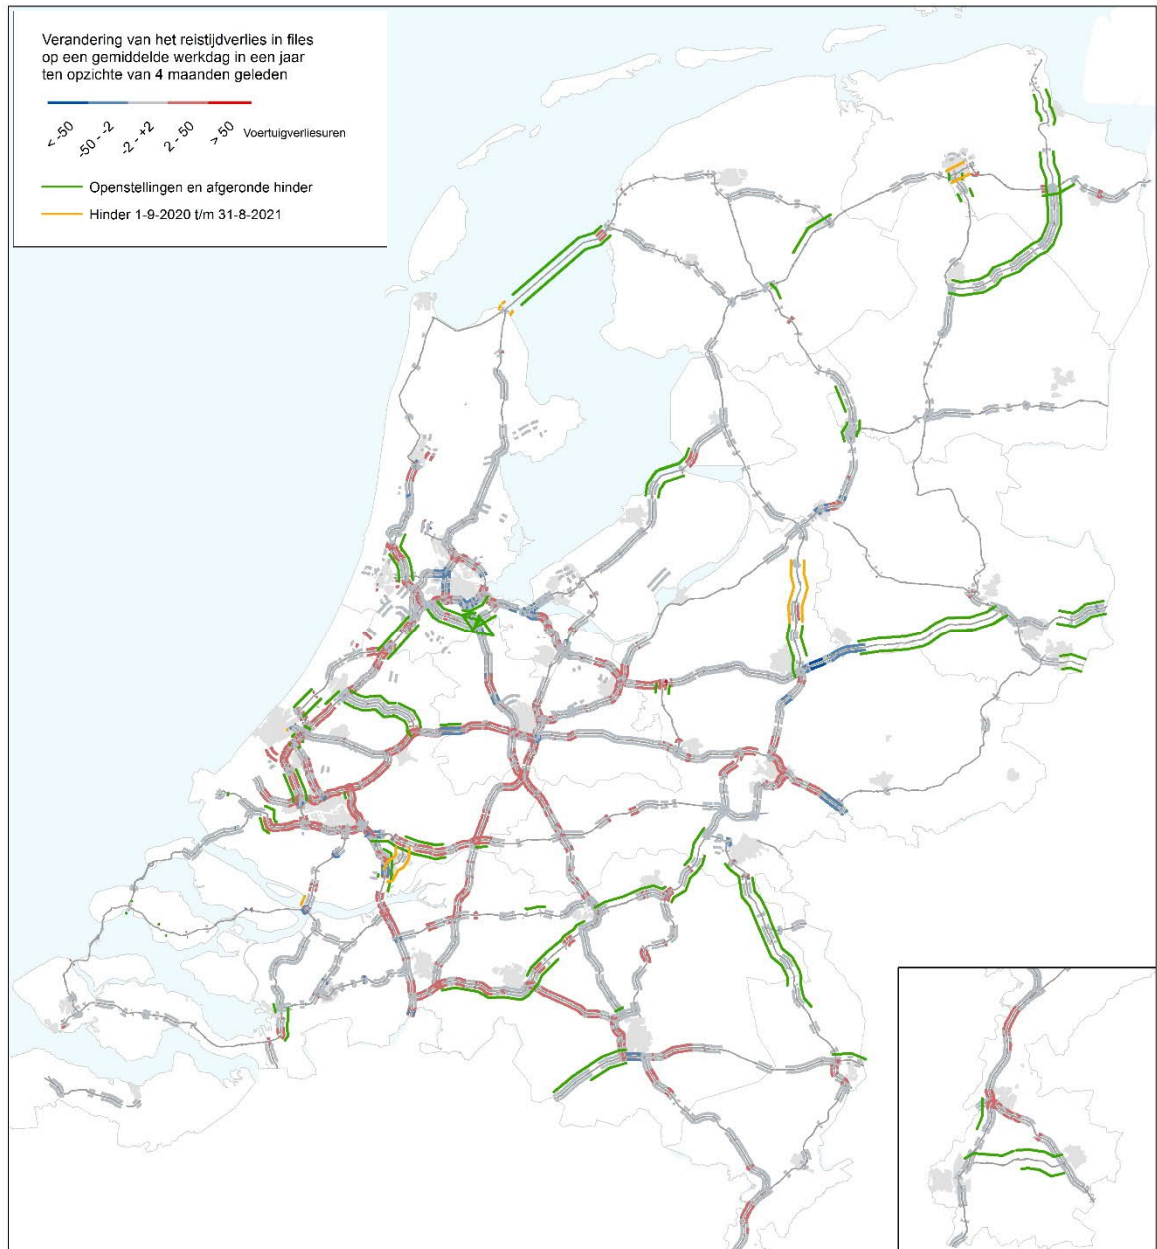 Verandering van het reistijdverlies in files
op een gemiddelde werkdag in een jaar
ten opzichte van 4 maanden geleden
< -50
-50 - -2
-2 - +2
2 - 50
> 50
Voertuigverliesuren
Openstellingen en afgeronde hinder
Hinder 1-9-2020 t/m 31-8-2021